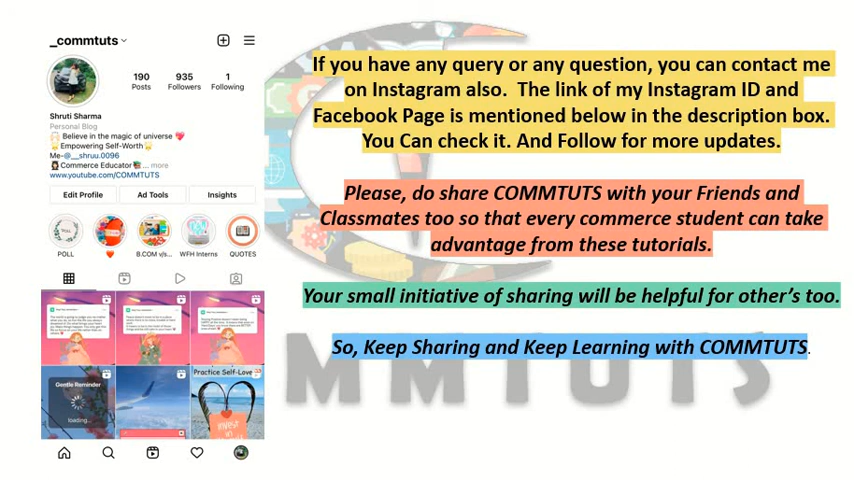 _commtuts
190
935
1
Posts
Followers
Following
Shruti Sharma
Personal Blog
Believe in the magic of universe
Empowering Self-Worth
Me-@__shruu.0096
Commerce Educator ... more
www.youtube.com/COMMTUTS
Edit Profile
Ad Tools
Insights
POLL
B.COM v/s...
WFH Interns
QUOTES
Gentle Reminder
loading...
Practice Self-Love
INVEST
in
If you have any query or any question, you can contact me
on Instagram also. The link of my Instagram ID and
Facebook Page is mentioned below in the description box.
You Can check it. And Follow for more updates.
Please, do share COMMTUTS with your Friends and
Classmates too so that every commerce student can take
advantage from these tutorials.
Your small initiative of sharing will be helpful for other's too.
So, Keep Sharing and Keep Learning with COMMTUTS.
MMTUTS